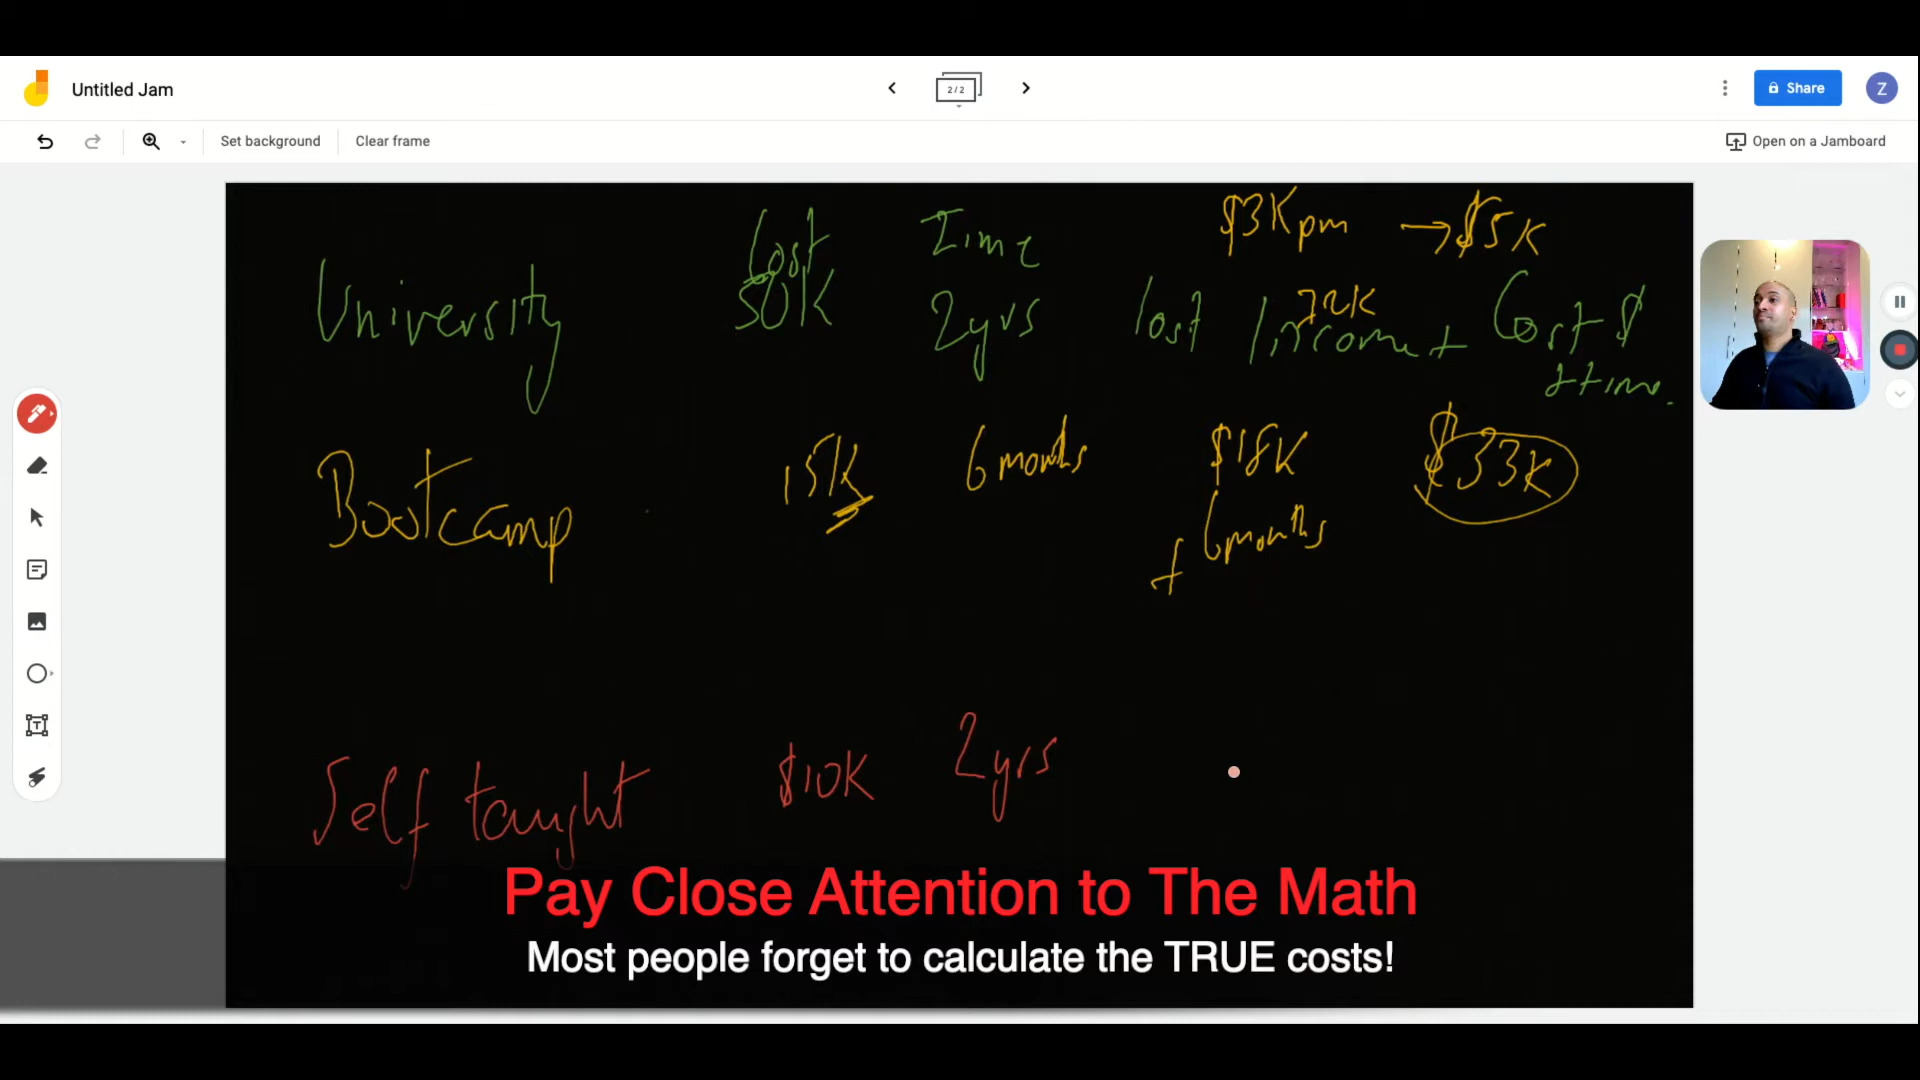 Untitled Jam
2/2
Share
Z
Set background
Clear frame
Open on a Jamboard
$3K pm → $5K
Cost Time
University 50K 2yrs lost Income + Cost $
72K
+ time.
Bootcamp 15K 6 months $18K $33K
+ 6 months
Self taught $10K 2yrs
Pay Close Attention to The Math
Most people forget to calculate the TRUE costs!